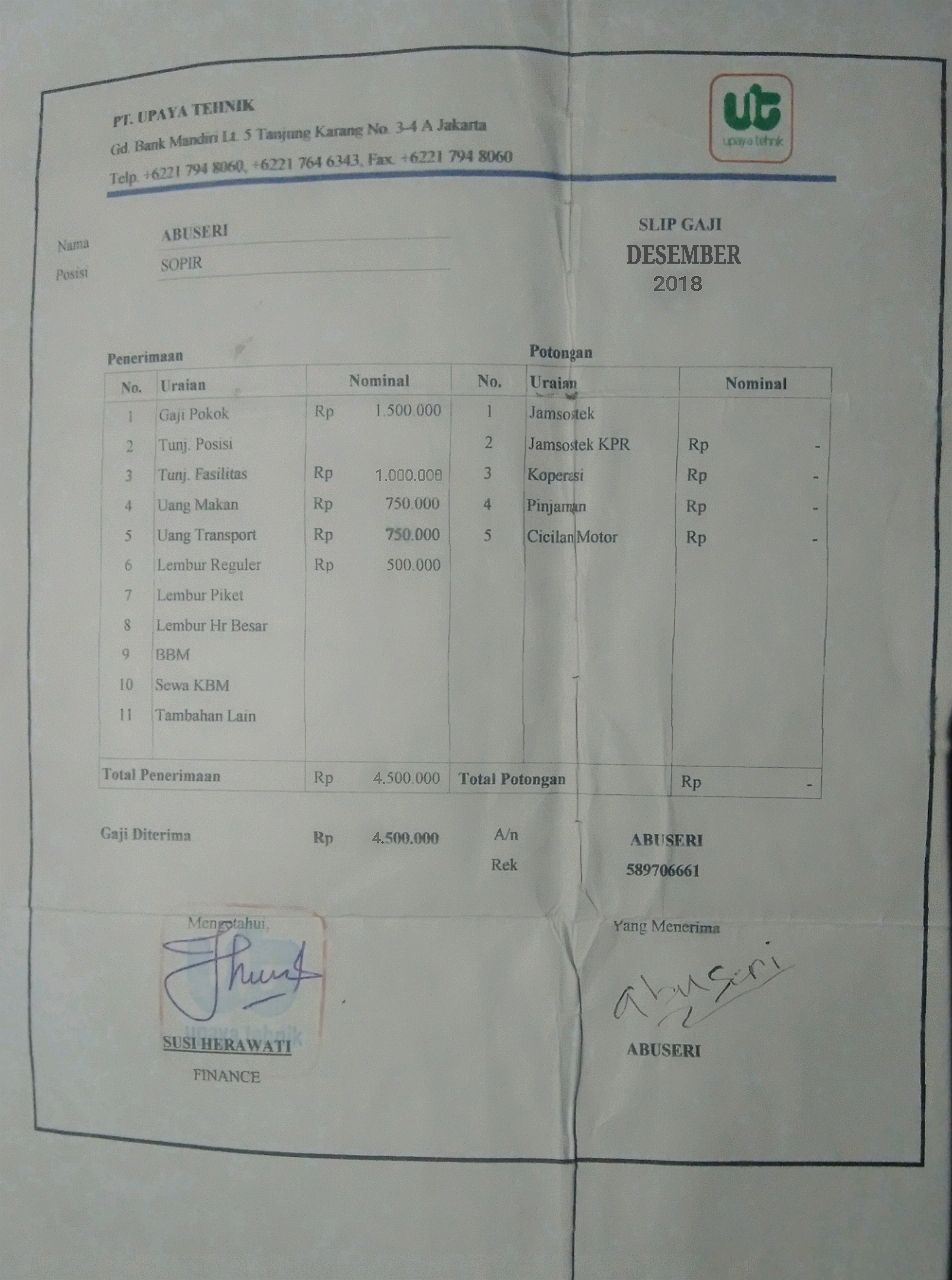 PT. UPAYA TEHNIK
Gd. Bank Mandiri Lt. 5 Tanjung Karang No. 3-4 A Jakarta
Telp. +6221 794 8060, +6221 764 6343, Fax. +6221 794 8060
ut
upaya tehnik
Nama ABUSERI
Posisi SOPIR
SLIP GAJI
DESEMBER
2018
Penerimaan Potongan
No. Uraian Nominal No. Uraian Nominal
1 Gaji Pokok Rp 1.500.000 1 Jamsostek
2 Tunj. Posisi 2 Jamsostek KPR Rp -
3 Tunj. Fasilitas Rp 1.000.000 3 Koperasi Rp -
4 Uang Makan Rp 750.000 4 Pinjaman Rp -
5 Uang Transport Rp 750.000 5 Cicilan Motor Rp -
6 Lembur Reguler Rp 500.000
7 Lembur Piket
8 Lembur Hr Besar
9 BBM
10 Sewa KBM
11 Tambahan Lain
Total Penerimaan Rp 4.500.000 Total Potongan Rp -
Gaji Diterima Rp 4.500.000 A/n ABUSERI
Rek 589706661
Mengetahui, Yang Menerima
abuseri
upaya tehnik
SUSI HERAWATI ABUSERI
FINANCE